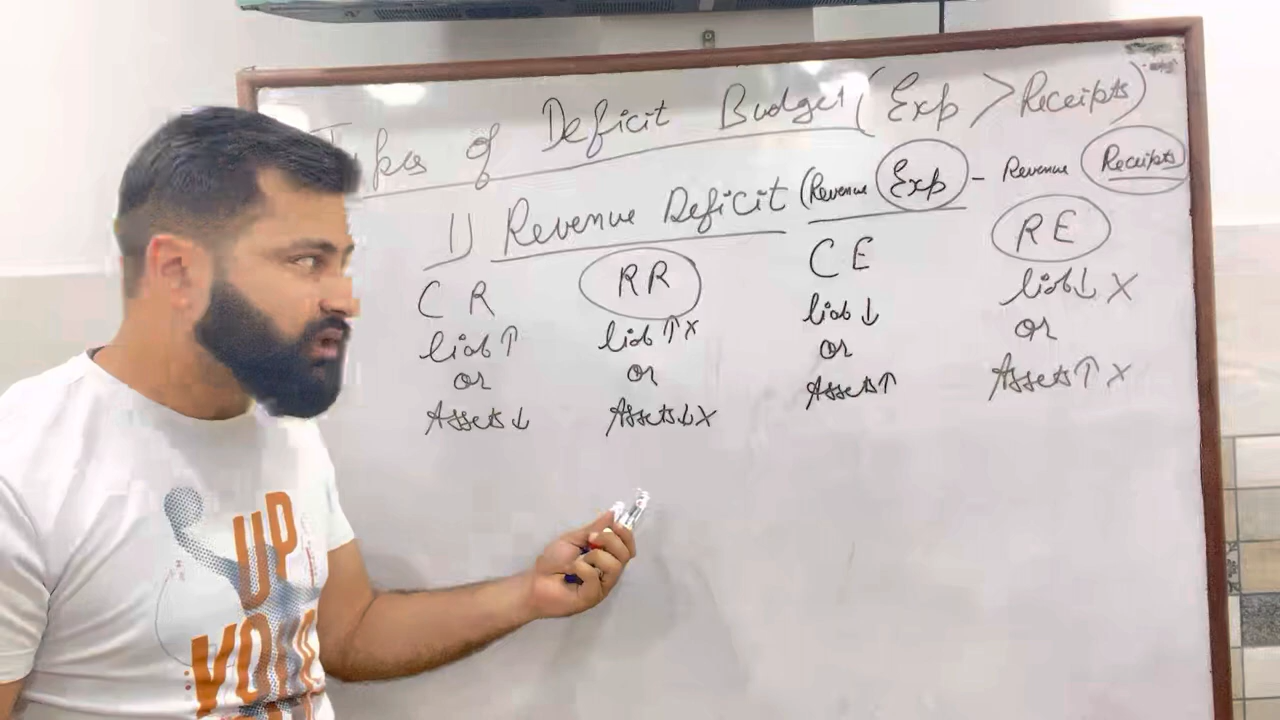 Types of Deficit Budget (Exp > Receipts)
1) Revenue Deficit (Revenue Exp - Revenue Receipts
CR RR CE RE
liab↑ liab↑x liab↓ liab↓ x
or or or or
Assets↓ Assets↓x Assets↑ Assets↑ x
UP